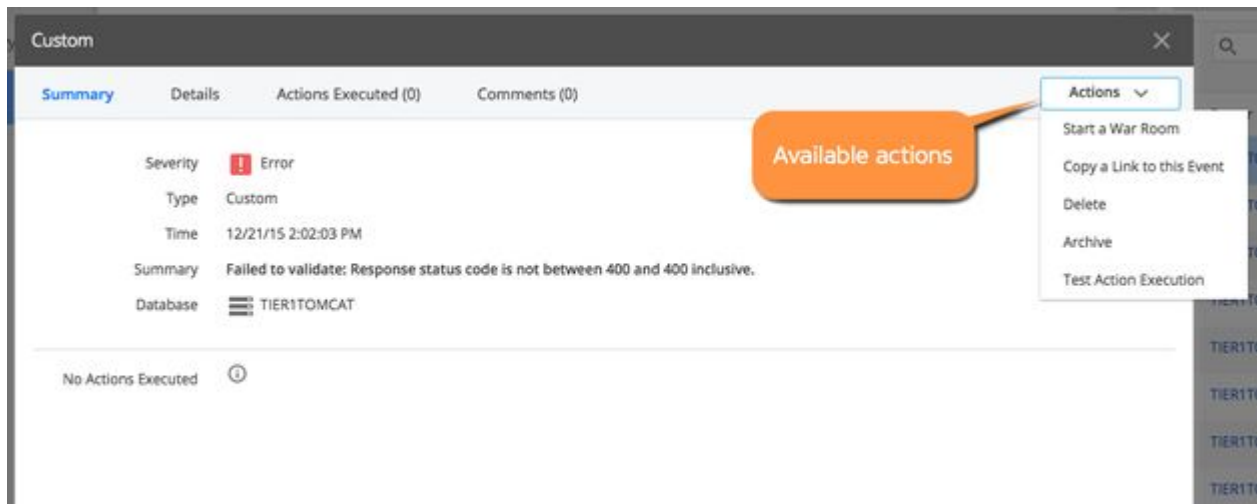 Custom
Summary Details Actions Executed (0) Comments (0) Actions
Available actions
Start a War Room
Copy a Link to this Event
Delete
Archive
Test Action Execution
Severity Error
Type Custom
Time 12/21/15 2:02:03 PM
Summary Failed to validate: Response status code is not between 400 and 400 inclusive.
Database TIER1TOMCAT
No Actions Executed